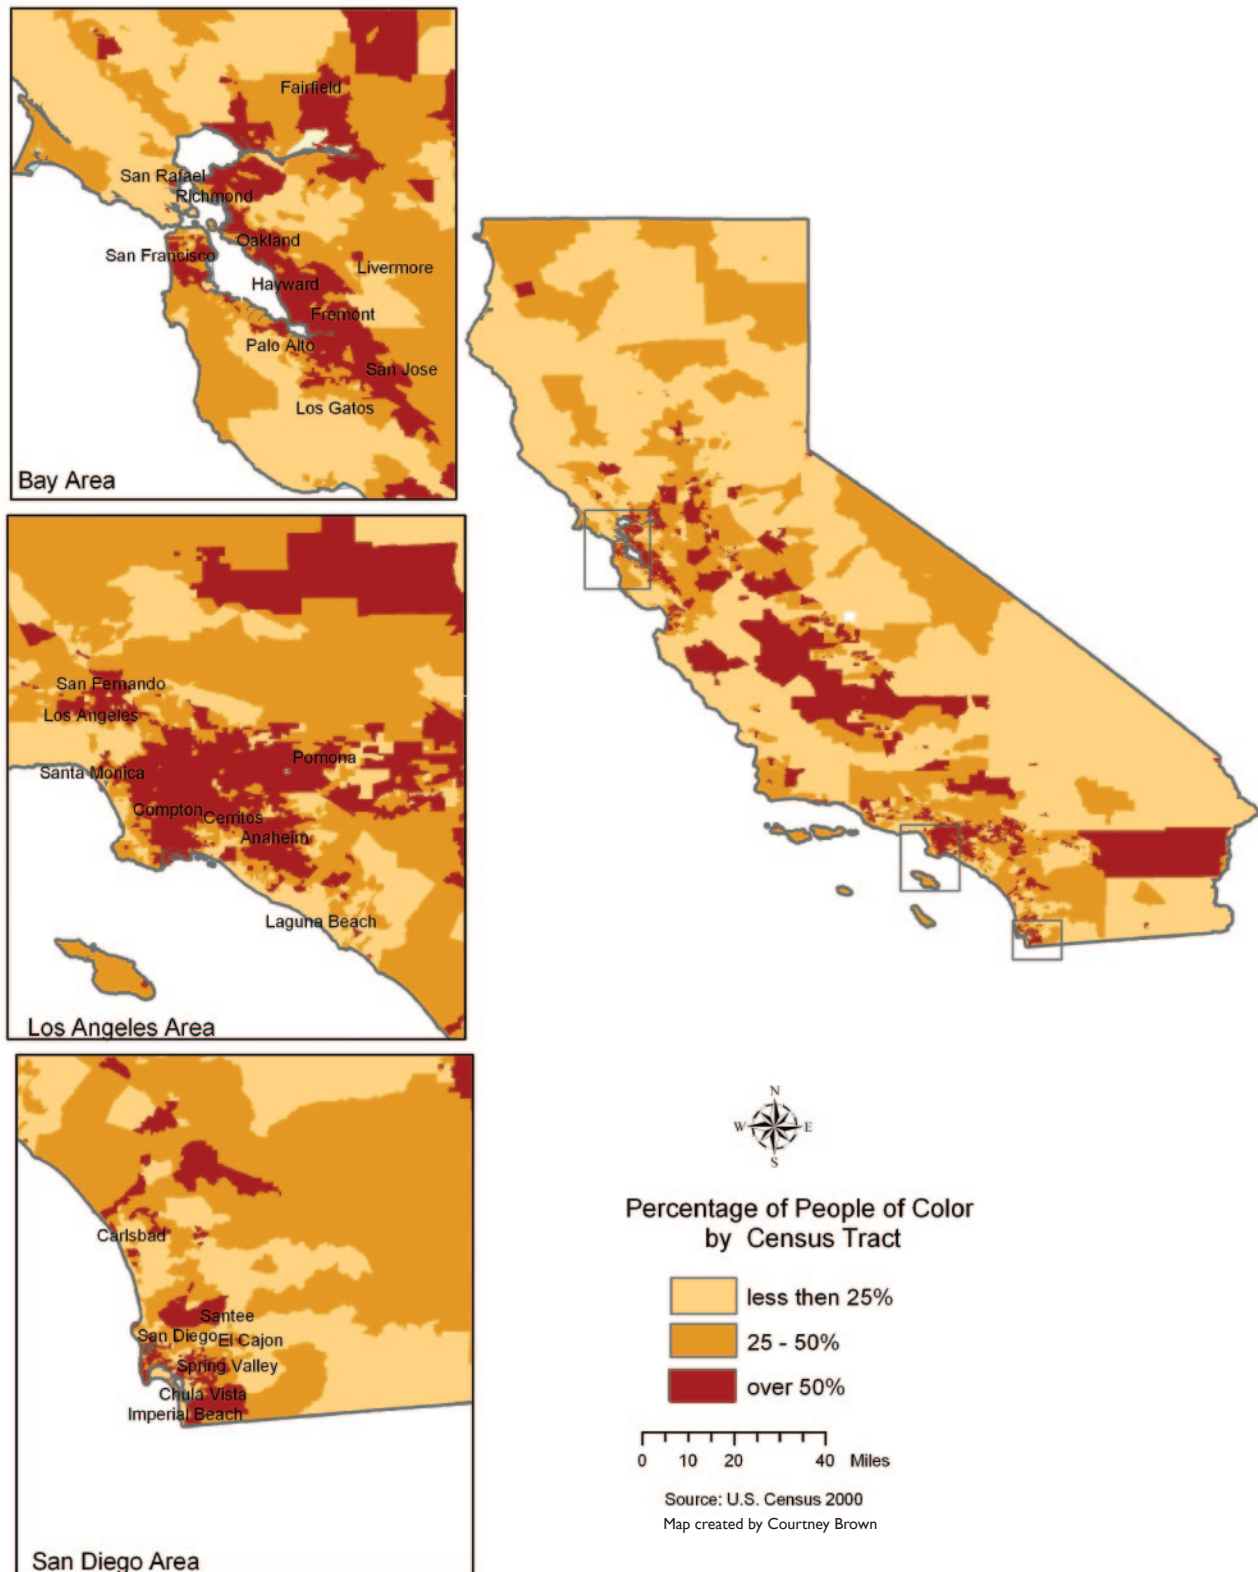 Fairfield
San Rafael
Richmond
Oakland
San Francisco
Livermore
Hayward
Fremont
Palo Alto
San Jose
Los Gatos
Bay Area
San Fernando
Los Angeles
Pomona
Santa Monica
Compton
Cerritos
Anaheim
Laguna Beach
Los Angeles Area
Carlsbad
Santee
San Diego
El Cajon
Spring Valley
Chula Vista
Imperial Beach
San Diego Area
N
W E
S
Percentage of People of Color
by Census Tract
less then 25%
25 - 50%
over 50%
0 10 20 40 Miles
Source: U.S. Census 2000
Map created by Courtney Brown